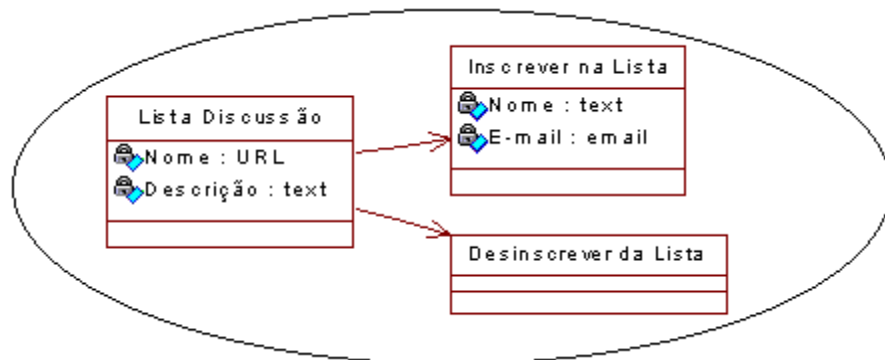 Lista Discussão
Nome : URL
Descrição : text
Inscrever na Lista
Nome : text
E-mail : email
Desinscrever da Lista